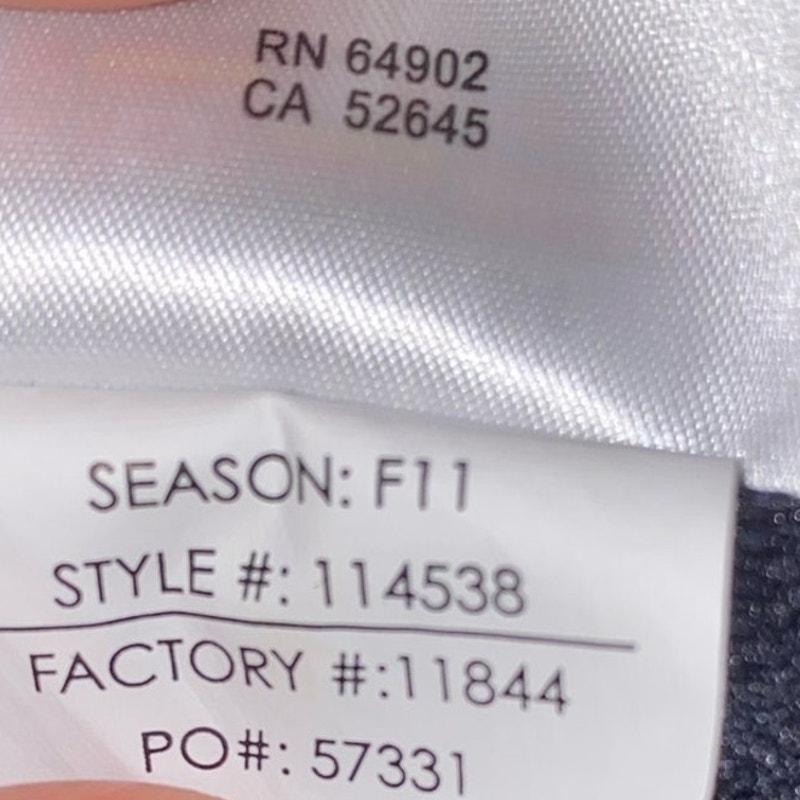 RN 64902
CA 52645
SEASON: F11
STYLE #: 114538
FACTORY #:11844
PO#: 57331